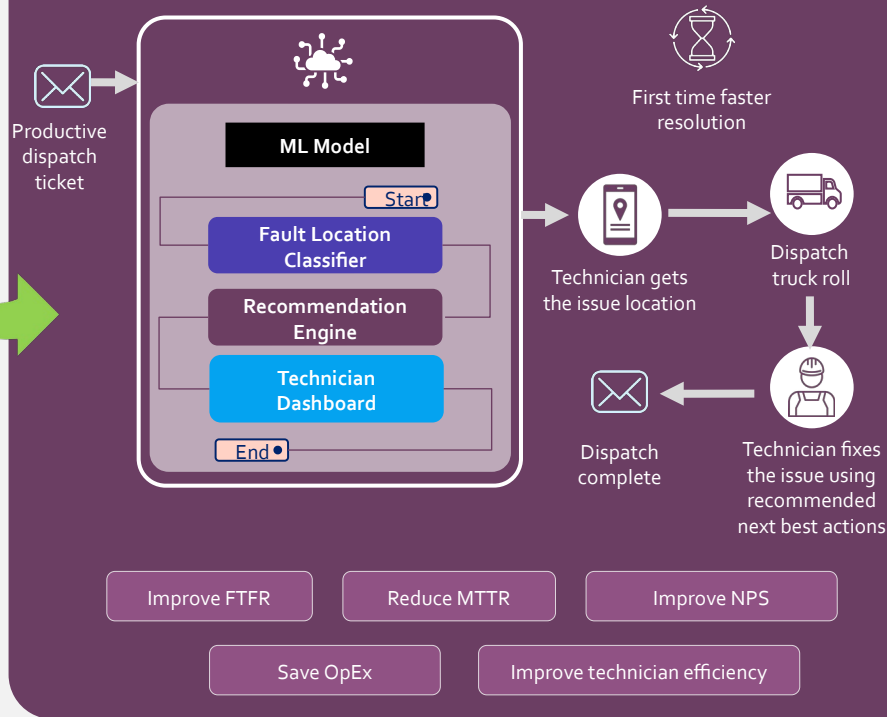 Productive
dispatch
ticket
ML Model
Start
Fault Location
Classifier
Recommendation
Engine
Technician
Dashboard
End
First time faster
resolution
Technician gets
the issue location
Dispatch
truck roll
Technician fixes
the issue using
recommended
next best actions
Dispatch
complete
Improve FTFR
Reduce MTTR
Improve NPS
Save OpEx
Improve technician efficiency